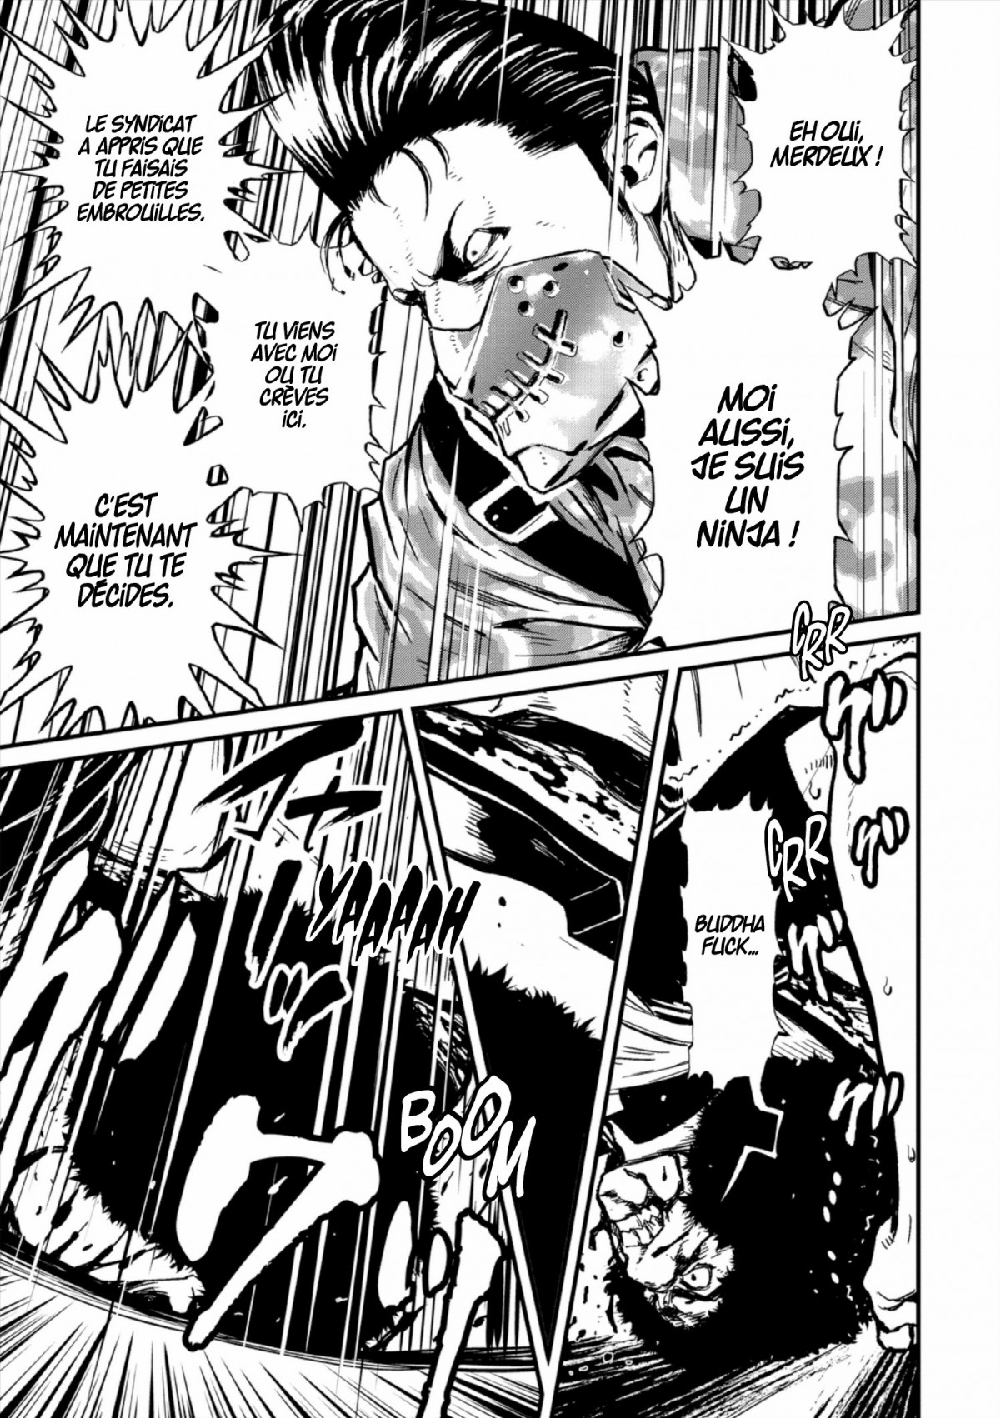 EH OUI,
MERDEUX !
MOI
AUSSI,
JE SUIS
UN
NINJA !
LE SYNDICAT
A APPRIS QUE
TU FAISAIS
DE PETITES
EMBROUILLES.
TU VIENS
AVEC MOI
OU TU
CRÈVES
ICI.
C'EST
MAINTENANT
QUE TU TE
DÉCIDES.
CRR
CRR
BUDDHA
FUCK...
YAAAAAH
BOOOM